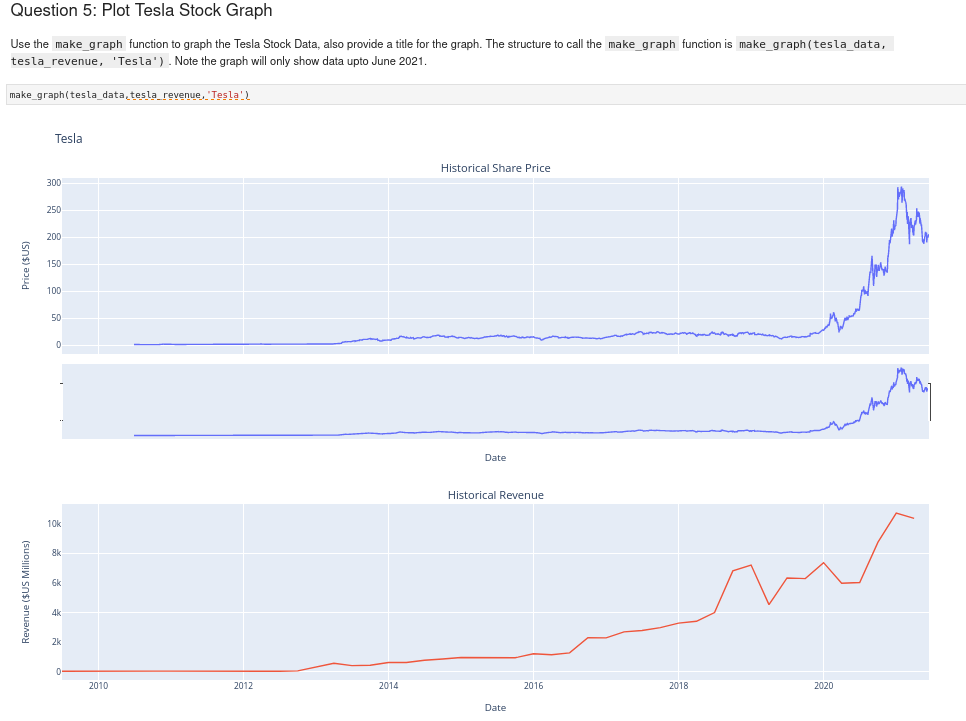 Question 5: Plot Tesla Stock Graph
Use the make_graph function to graph the Tesla Stock Data, also provide a title for the graph. The structure to call the make_graph function is make_graph(tesla_data,
tesla_revenue, 'Tesla'). Note the graph will only show data upto June 2021.
make_graph(tesla_data,tesla_revenue,'Tesla')
Tesla
Historical Share Price
300
250
200
150
100
50
0
Price ($US)
Date
Historical Revenue
10k
8k
6k
4k
2k
0
Revenue ($US Millions)
2010 2012 2014 2016 2018 2020
Date